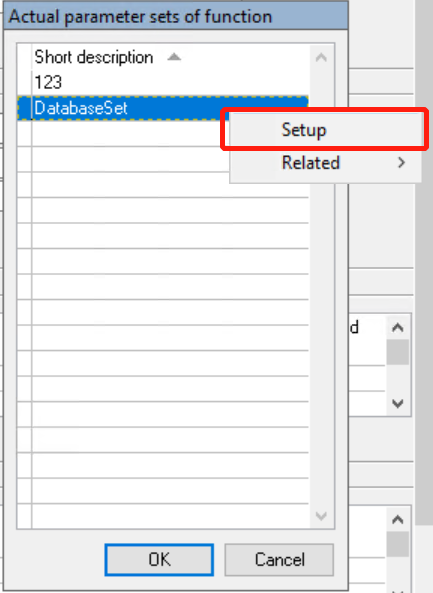 Actual parameter sets of function
Short description
123
DatabaseSet
Setup
Related
d
OK
Cancel